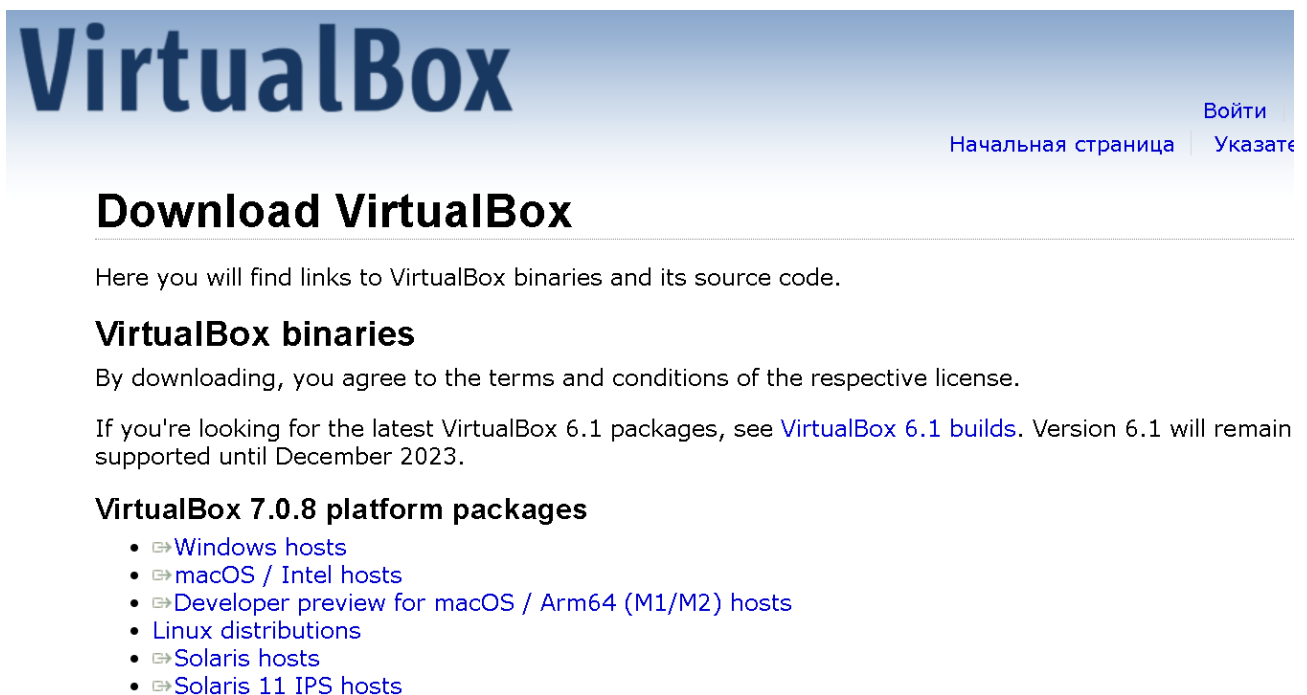 VirtualBox
Войти
Начальная страница
Download VirtualBox
Here you will find links to VirtualBox binaries and its source code.
VirtualBox binaries
By downloading, you agree to the terms and conditions of the respective license.
If you're looking for the latest VirtualBox 6.1 packages, see VirtualBox 6.1 builds. Version 6.1 will remain
supported until December 2023.
VirtualBox 7.0.8 platform packages
Windows hosts
macOS / Intel hosts
Developer preview for macOS / Arm64 (M1/M2) hosts
Linux distributions
Solaris hosts
Solaris 11 IPS hosts